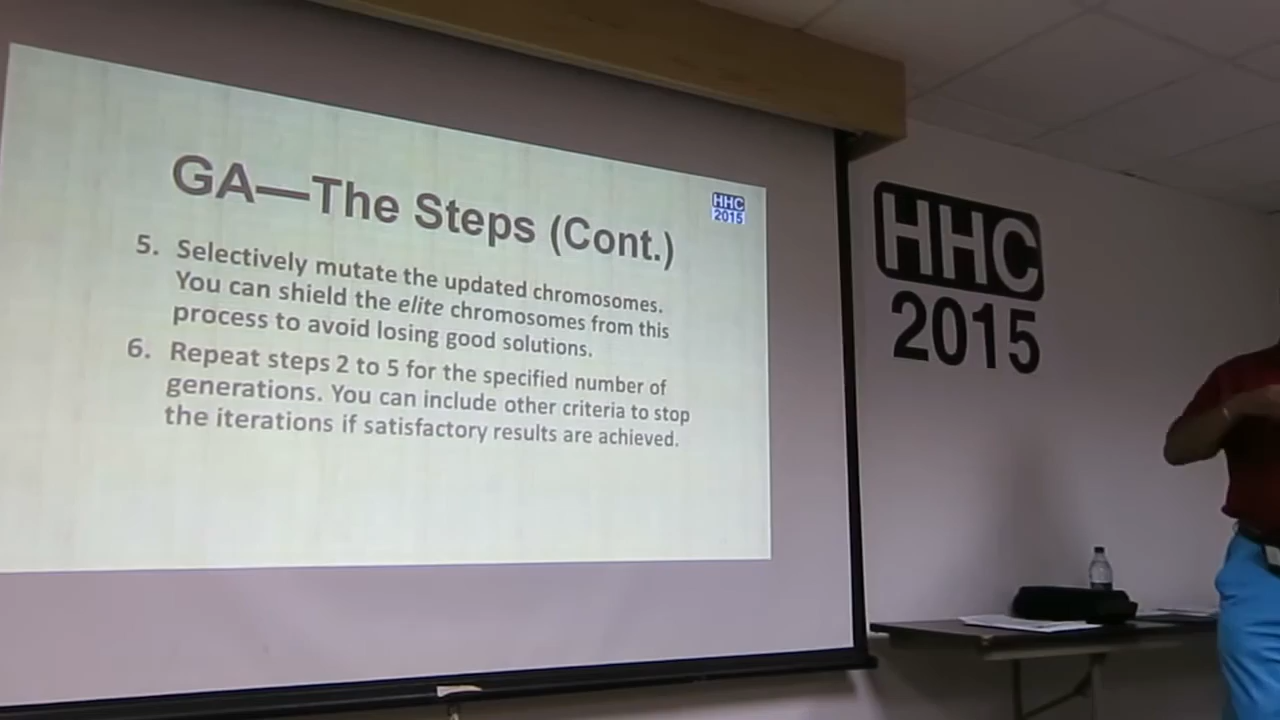 GA—The Steps (Cont.)
HHC
2015
5. Selectively mutate the updated chromosomes.
You can shield the elite chromosomes from this
process to avoid losing good solutions.
6. Repeat steps 2 to 5 for the specified number of
generations. You can include other criteria to stop
the iterations if satisfactory results are achieved.
HHC
2015